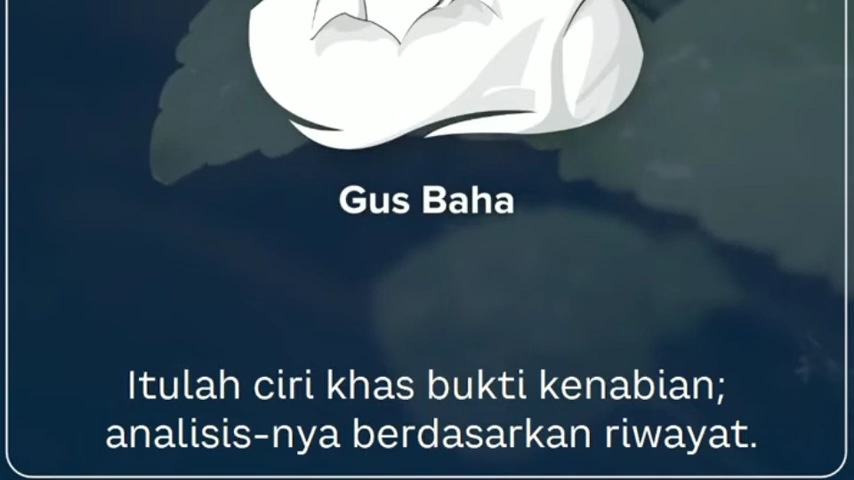 Gus Baha
Itulah ciri khas bukti kenabian;
analisis-nya berdasarkan riwayat.